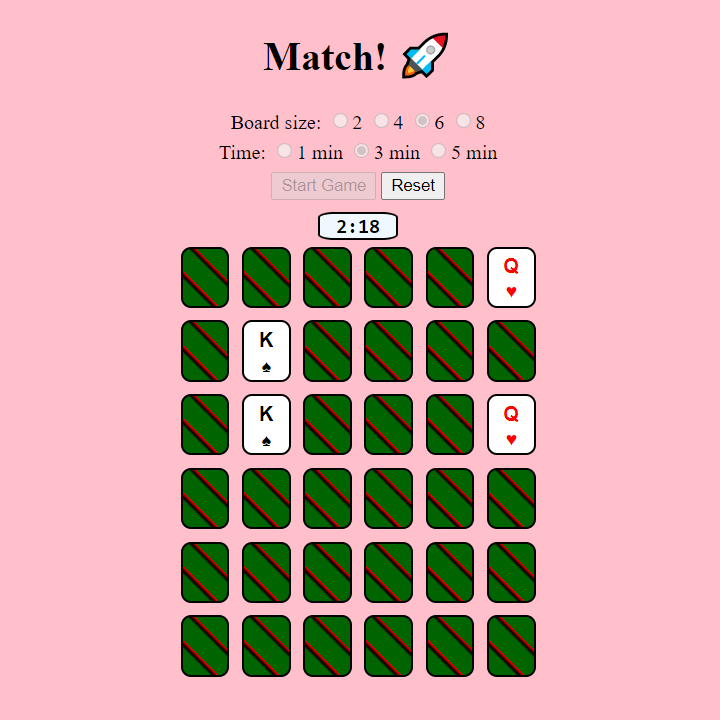 Match! 🚀
Board size: 2 4 6 8
Time: 1 min 3 min 5 min
Start Game Reset
2:18
Q
♥
K
♠
K Q
♠ ♥